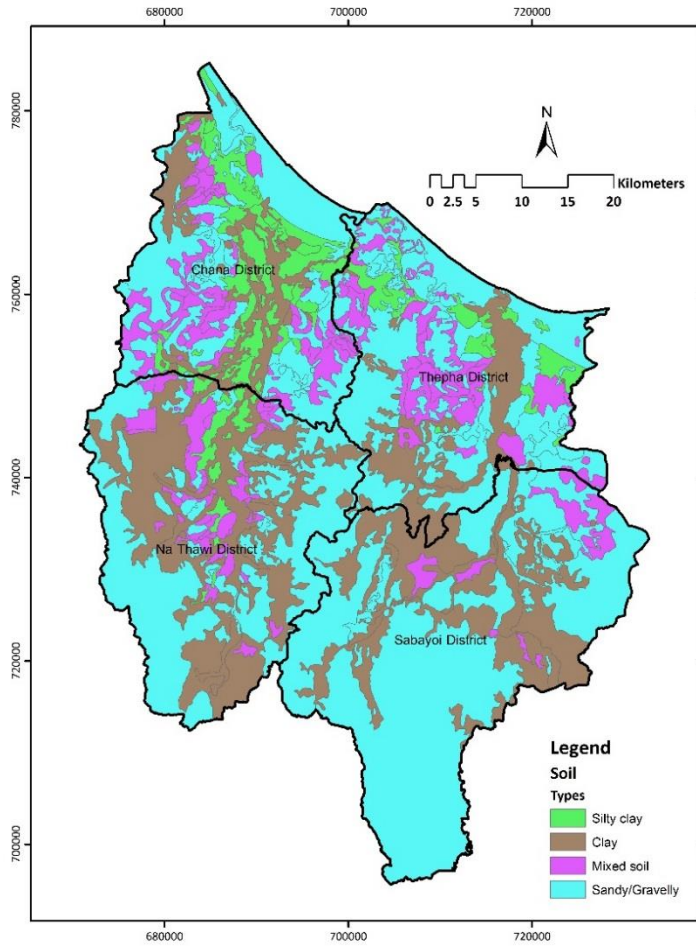 680000 700000 720000
780000
760000
740000
720000
700000
N
Kilometers
0 2.5 5 10 15 20
Chana District
Thepha District
Na Thawi District
Sabayoi District
Legend
Soil
Types
Silty clay
Clay
Mixed soil
Sandy/Gravelly
680000 700000 720000